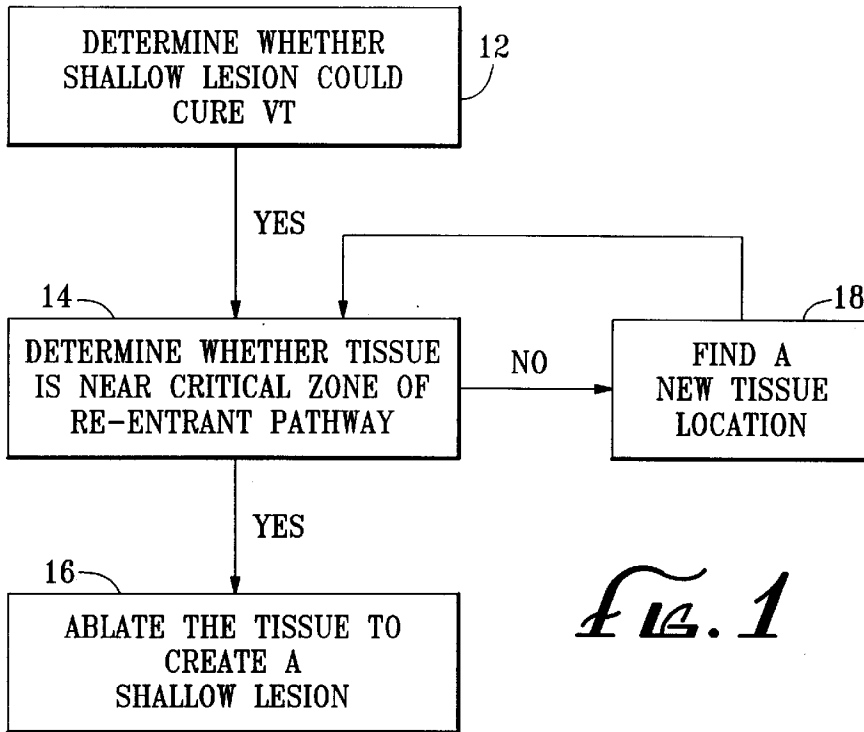 DETERMINE WHETHER
SHALLOW LESION COULD
CURE VT
12
YES
14
DETERMINE WHETHER TISSUE
IS NEAR CRITICAL ZONE OF
RE-ENTRANT PATHWAY
NO
18
FIND A
NEW TISSUE
LOCATION
YES
16
ABLATE THE TISSUE TO
CREATE A
SHALLOW LESION
FIG. 1